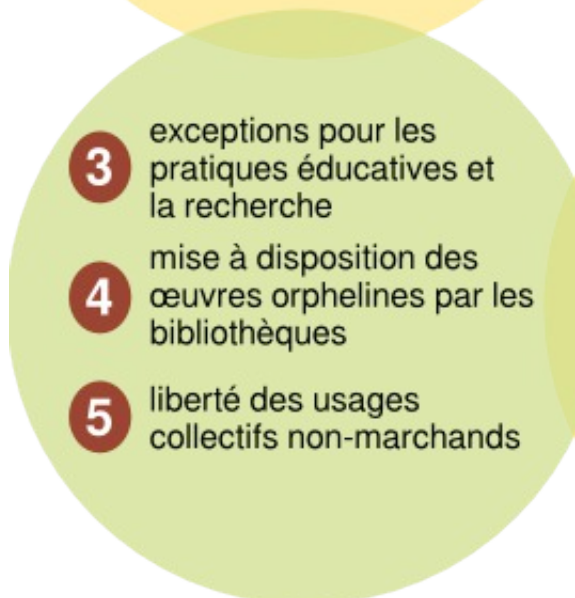 3 exceptions pour les
pratiques éducatives et
la recherche
4 mise à disposition des
œuvres orphelines par les
bibliothèques
5 liberté des usages
collectifs non-marchands